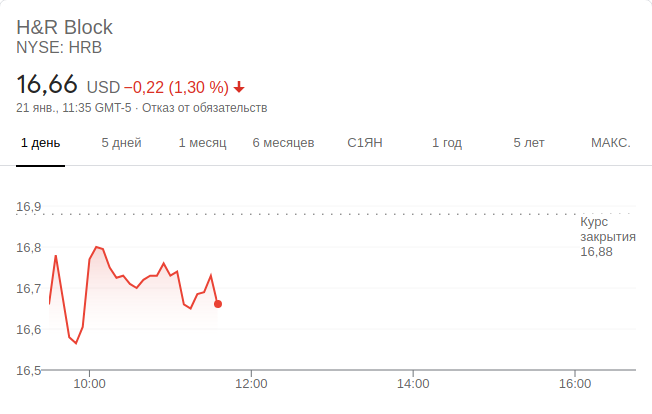 H&R Block
NYSE: HRB
16,66 USD −0,22 (1,30 %)
21 янв., 11:35 GMT-5 · Отказ от обязательств
1 день 5 дней 1 месяц 6 месяцев С1ЯН 1 год 5 лет МАКС.
16,9
Курс
закрытия
16,8
16,88
16,7
16,6
16,5
10:00 12:00 14:00 16:00